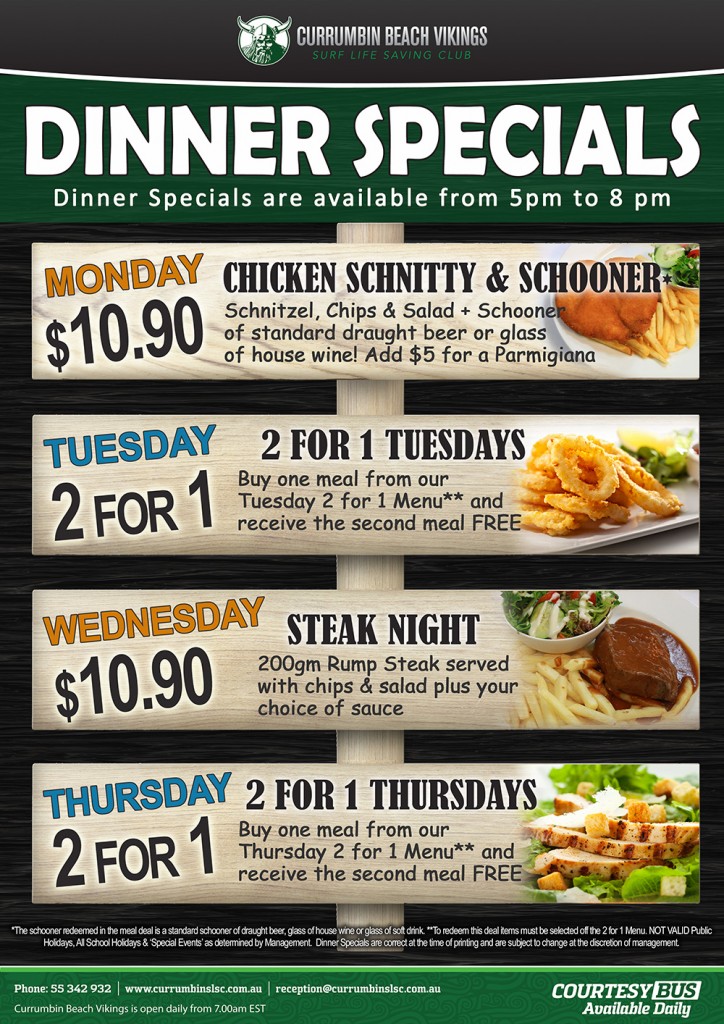 CURRUMBIN BEACH VIKINGS
SURF LIFE SAVING CLUB
DINNER SPECIALS
Dinner Specials are available from 5pm to 8 pm
MONDAY
$10.90
CHICKEN SCHNITTY & SCHOONER*
Schnitzel, Chips & Salad + Schooner
of standard draught beer or glass
of house wine! Add $5 for a Parmigiana
TUESDAY
2 FOR 1
2 FOR 1 TUESDAYS
Buy one meal from our
Tuesday 2 for 1 Menu** and
receive the second meal FREE
WEDNESDAY
$10.90
STEAK NIGHT
200gm Rump Steak served
with chips & salad plus your
choice of sauce
THURSDAY
2 FOR 1
2 FOR 1 THURSDAYS
Buy one meal from our
Thursday 2 for 1 Menu** and
receive the second meal FREE
*The schooner redeemed in the meal deal is a standard schooner of draught beer, glass of house wine or glass of soft drink. **To redeem this deal items must be selected off the 2 for 1 Menu. NOT VALID Public
Holidays, All School Holidays & 'Special Events' as determined by Management. Dinner Specials are correct at the time of printing and are subject to change at the discretion of management.
Phone: 55 342 932 | www.currumbinslsc.com.au | reception@currumbinslsc.com.au
Currumbin Beach Vikings is open daily from 7.00am EST
COURTESY BUS
Available Daily